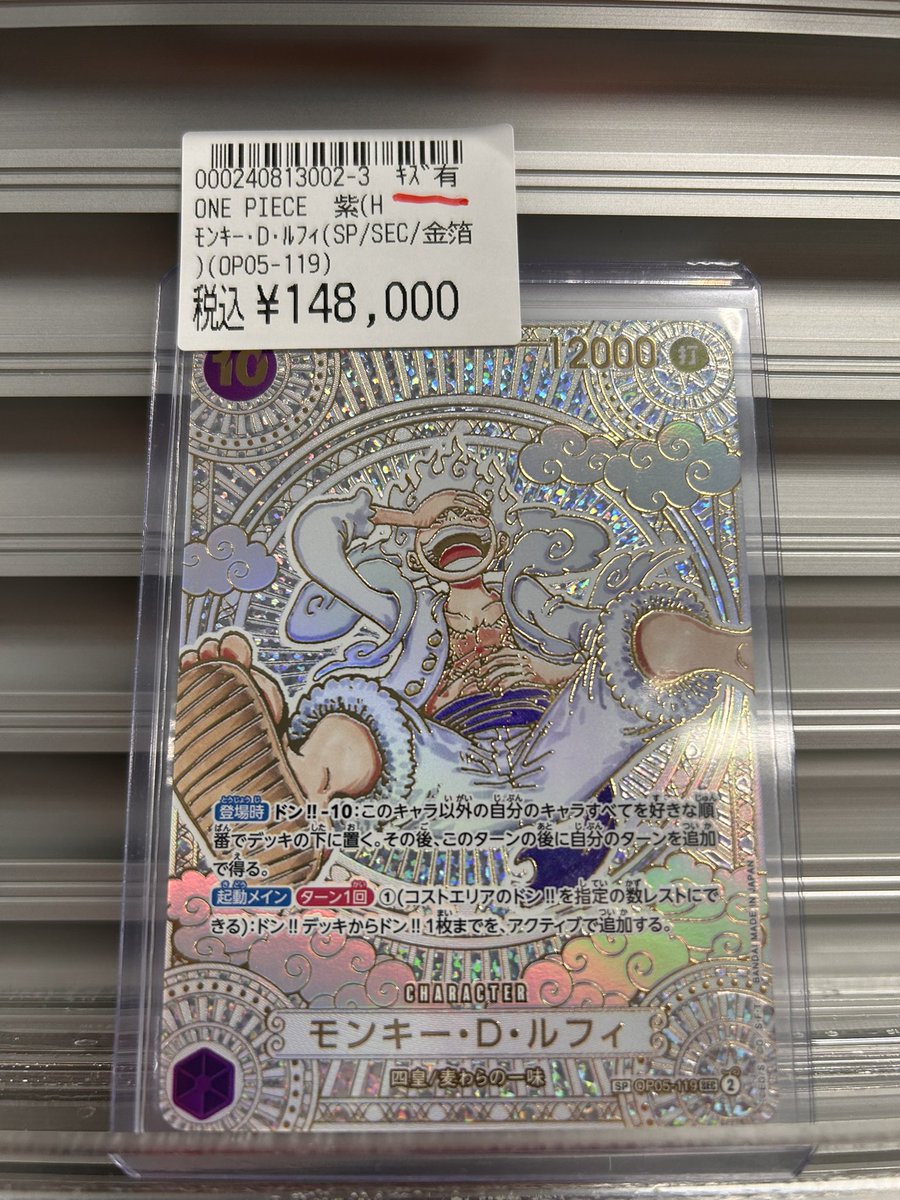 000240813002-3 ｷｽﾞ有
ONE PIECE 紫(H
ﾓﾝｷｰ･D･ﾙﾌｨ(SP/SEC/金箔
)(OP05-119)
税込 ¥148,000
10
12000 打
登場時 ドン!!-10:このキャラ以外の自分のキャラすべてを好きな順
番でデッキの下に置く。その後、このターンの後に自分のターンを追加
で得る。
起動メイン ターン1回 ①(コストエリアのドン!!を指定の数レストにで
きる):ドン!!デッキからドン!!1枚までを、アクティブで追加する。
BANDAI MADE IN JAPAN
CHARACTER
モンキー・D・ルフィ
四皇/麦わらの一味
SP OP05-119 SEC 2